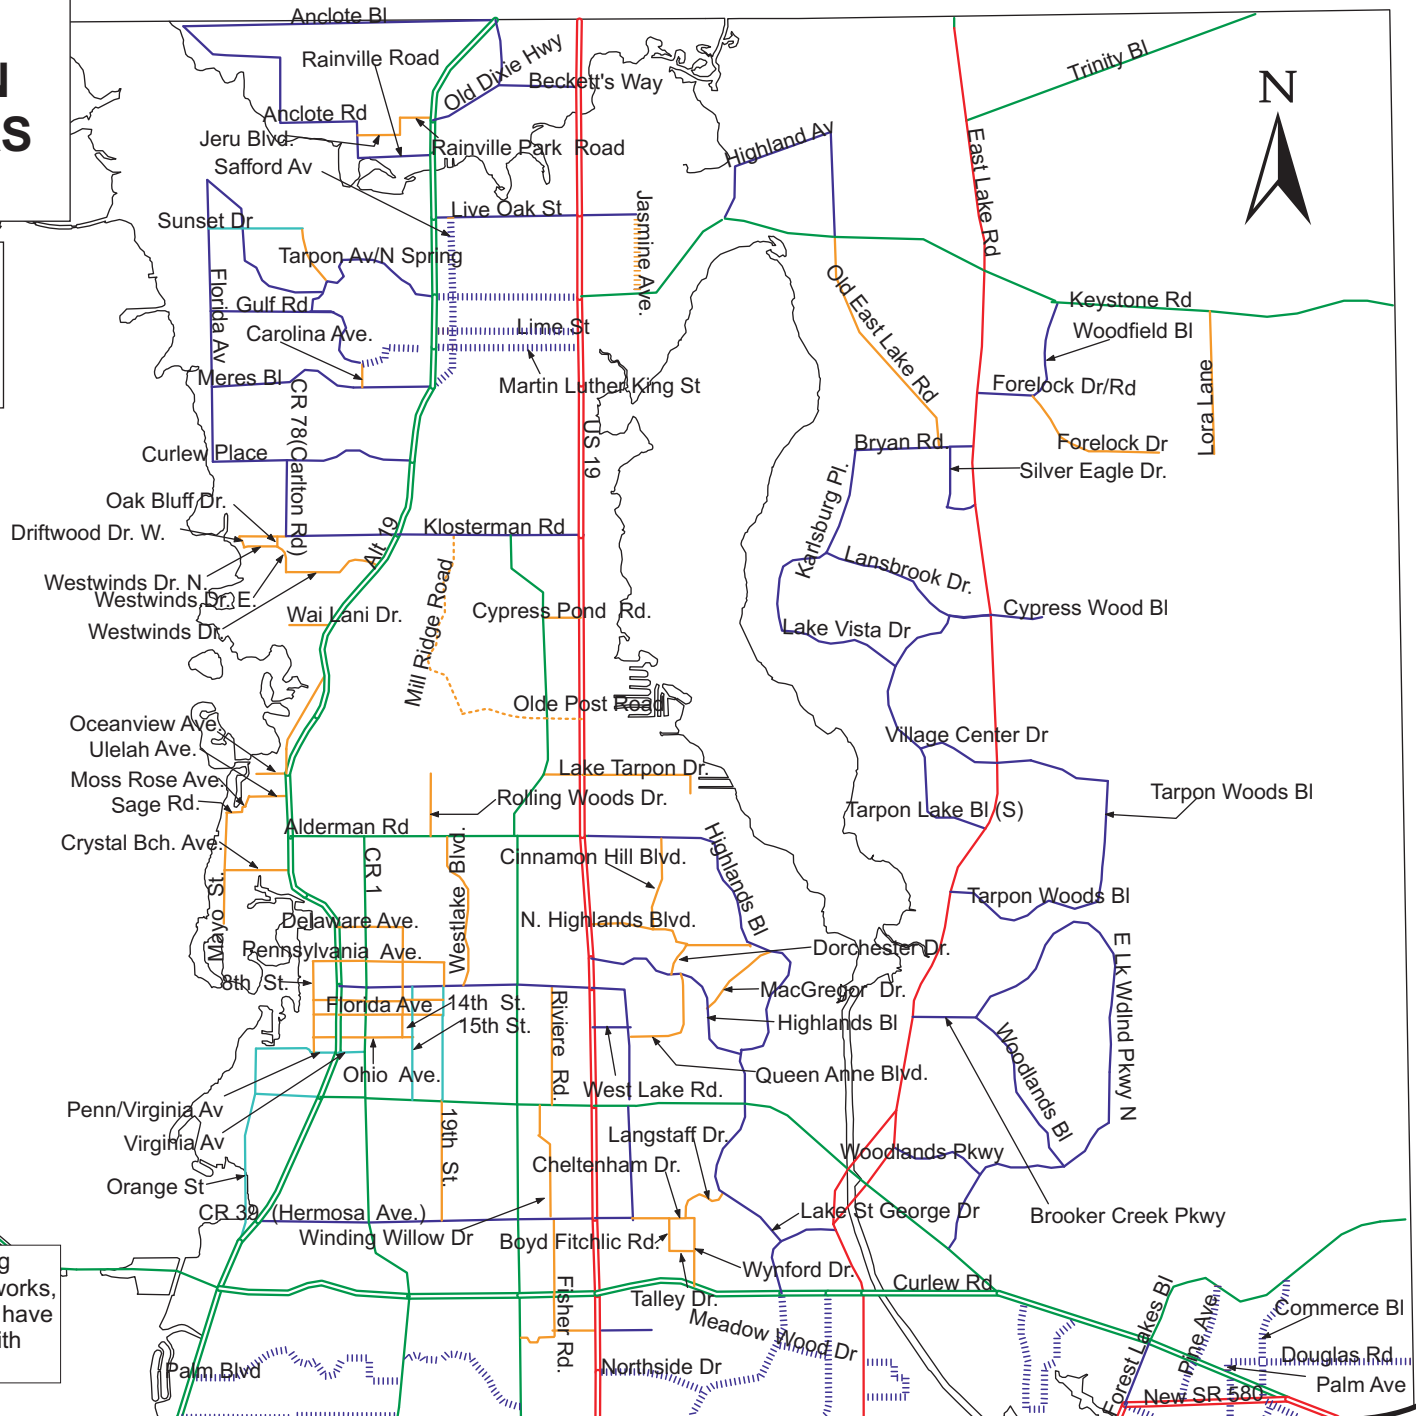 Anclote Bl
Rainville Road
Old Dixie Hwy
Beckett's Way
Trinity Bl
N
Anclote Rd
Jeru Blvd.
Safford Av
Rainville Park Road
Highland Av
East Lake Rd
S
Sunset Dr
Live Oak St
Jasmine Ave.
Tarpon Av/N Spring
Florida Av
Gulf Rd
Carolina Ave.
Lime St
Old East Lake Rd
Keystone Rd
Woodfield Bl
Meres Bl
Martin Luther King St
Forelock Dr/Rd
Lora Lane
CR 78(Carlton Rd)
US 19
Curlew Place
Bryan Rd
Forelock Dr
Silver Eagle Dr.
Oak Bluff Dr.
Driftwood Dr. W.
Alt 19
Klosterman Rd
Karlsburg Pl.
Lansbrook Dr.
Westwinds Dr. N.
Westwinds Dr. E.
Westwinds Dr.
Wai Lani Dr.
Mill Ridge Road
Cypress Pond Rd.
Cypress Wood Bl
Lake Vista Dr
Olde Post Road
Oceanview Ave.
Ulelah Ave.
Moss Rose Ave.
Sage Rd.
Village Center Dr
Lake Tarpon Dr.
Rolling Woods Dr.
Tarpon Woods Bl
Tarpon Lake Bl (S)
Alderman Rd
Crystal Bch. Ave.
CR 1
Westlake Blvd.
Cinnamon Hill Blvd.
Highlands Bl
Mayo St.
Tarpon Woods Bl
Delaware Ave.
N. Highlands Blvd.
Pennsylvania Ave.
Dorchester Dr.
E Lk Wdlnd Pkwy N
8th St.
Florida Ave
14th St.
15th St.
Riviere Rd.
MacGregor Dr.
Highlands Bl
Woodlands Bl
Ohio Ave.
West Lake Rd.
Queen Anne Blvd.
Penn/Virginia Av
Virginia Av
19th St.
Langstaff Dr.
Cheltenham Dr.
Woodlands Pkwy
Orange St
CR 39 (Hermosa Ave.)
Winding Willow Dr
Boyd Fitchlic Rd.
Lake St George Dr
Brooker Creek Pkwy
Wynford Dr.
Curlew Rd
g
works,
have
ith
Fisher Rd.
Talley Dr.
Meadow Wood Dr
Forest Lakes Bl
Pine Ave
Commerce Bl
Palm Blvd
Northside Dr
Douglas Rd
Palm Ave
New SR 580